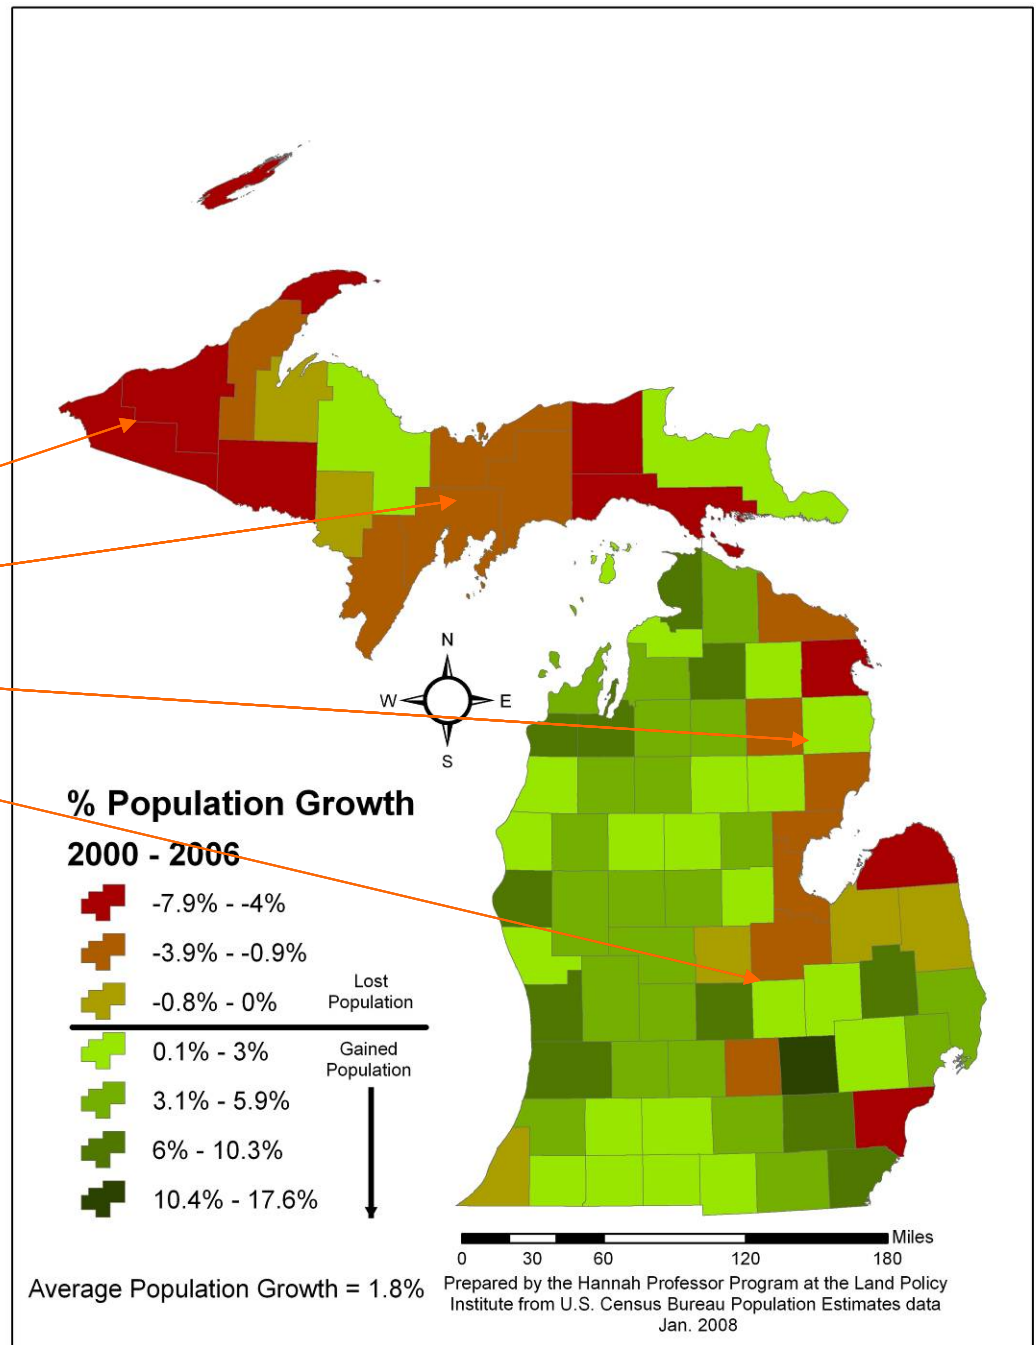 N
W
E
S
% Population Growth
2000 - 2006
-7.9% - -4%
-3.9% - -0.9%
-0.8% - 0%
Lost
Population
0.1% - 3%
Gained
Population
3.1% - 5.9%
6% - 10.3%
10.4% - 17.6%
Miles
0 30 60 120 180
Average Population Growth = 1.8%
Prepared by the Hannah Professor Program at the Land Policy
Institute from U.S. Census Bureau Population Estimates data
Jan. 2008